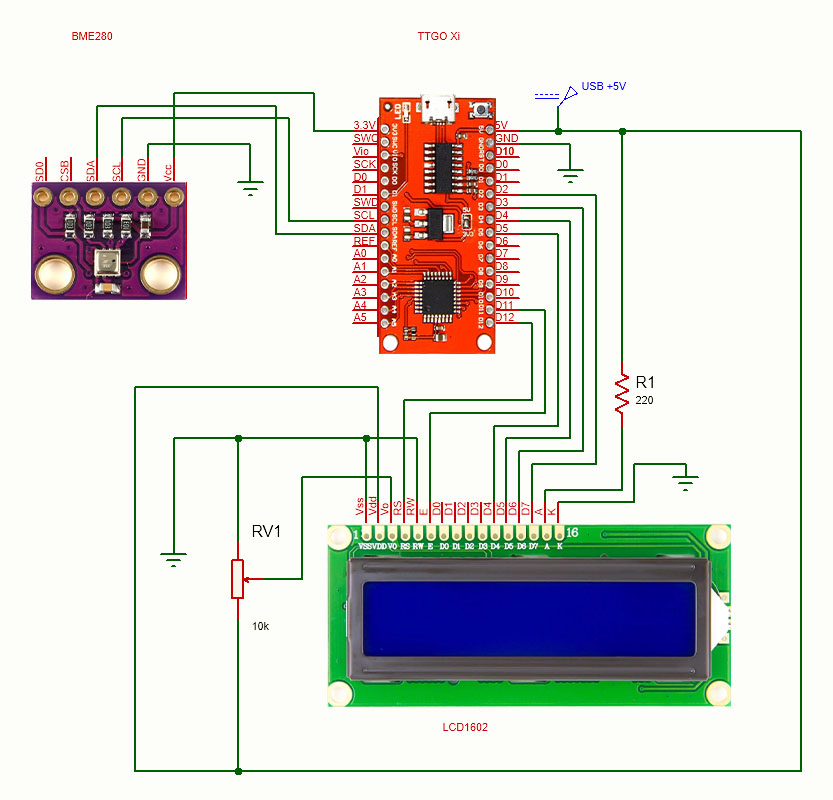 BME280
TTGO Xi
USB +5V
SD0
CSB
SDA
SCL
GND
Vcc
3.3V
SWC
Vio
SCK
D0
D1
SWD
SCL
SDA
REF
A0
A1
A2
A3
A4
A5
LED
5V
GND
D10
D0
D1
D2
D3
D4
D5
D6
D7
D8
D9
D10
D11
D12
R1
220
RV1
10k
Vss
Vdd
Vo
RS
RW
E
D0
D1
D2
D3
D4
D5
D6
D7
A
K
1
16
VSS VDD V0 RS RW E D0 D1 D2 D3 D4 D5 D6 D7 A K
LCD1602